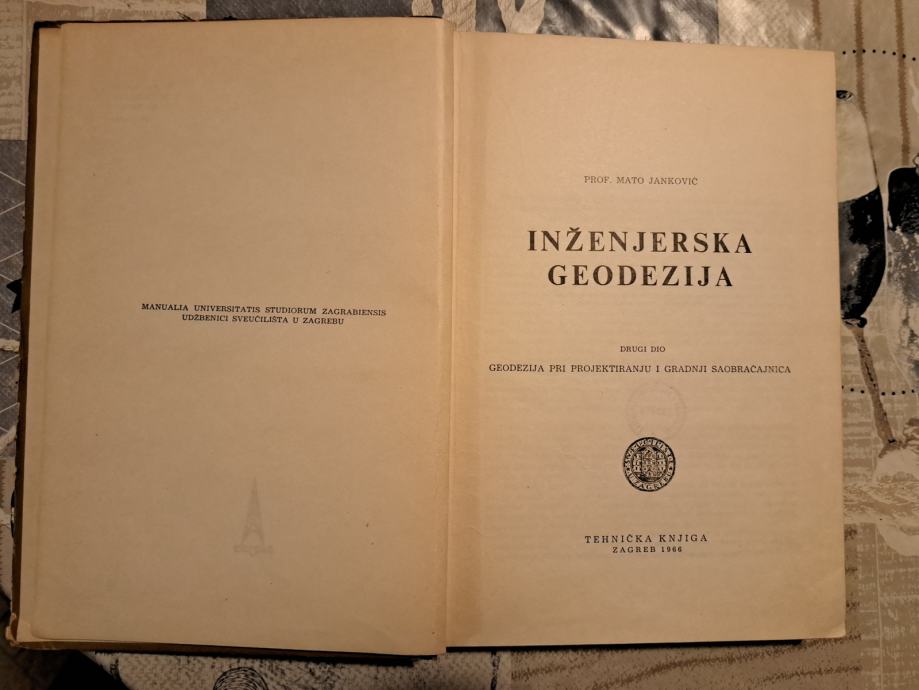 MANUALIA UNIVERSITATIS STUDIORUM ZAGRABIENSIS
UDŽBENICI SVEUČILIŠTA U ZAGREBU
PROF. MATO JANKOVIĆ
INŽENJERSKA
GEODEZIJA
DRUGI DIO
GEODEZIJA PRI PROJEKTIRANJU I GRADNJI SAOBRAĆAJNICA
TEHNIČKA KNJIGA
ZAGREB 1966